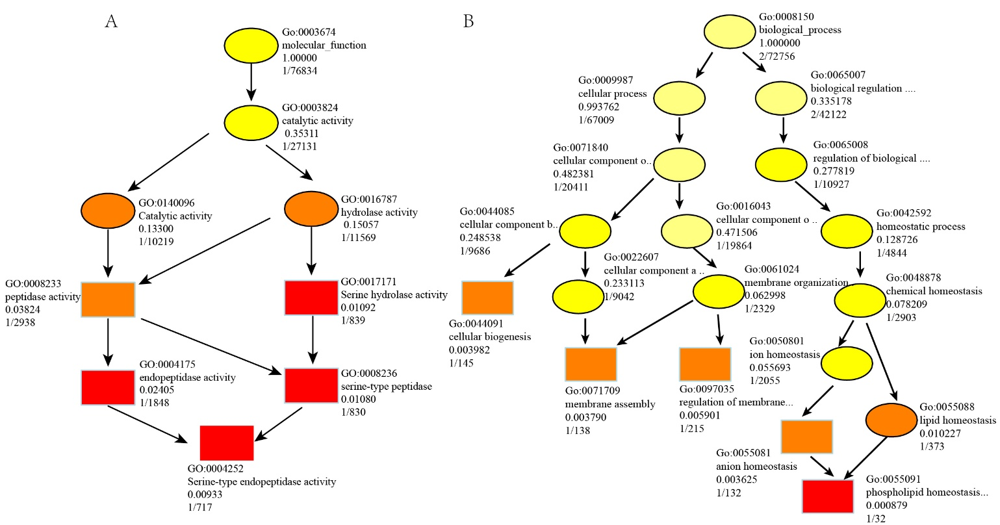 A
Go:0003674
molecular_function
1.00000
1/76834
GO:0003824
catalytic activity
0.35311
1/27131
GO:0140096
Catalytic activity
0.13300
1/10219
GO:0016787
hydrolase activity
0.15057
1/11569
GO:0008233
peptidase activity
0.03824
1/2938
GO:0017171
Serine hydrolase activity
0.01092
1/839
GO:0004175
endopeptidase activity
0.02405
1/1848
GO:0008236
serine-type peptidase
0.01080
1/830
GO:0004252
Serine-type endopeptidase activity
0.00933
1/717
B
Go:0008150
biological_process
1.000000
2/72756
Go:0009987
cellular process
0.993762
1/67009
Go:0065007
biological regulation ....
0.335178
2/42122
Go:0071840
cellular component o..
0.482381
1/20411
Go:0065008
regulation of biological ....
0.277819
1/10927
Go:0044085
cellular component b..
0.248538
1/9686
Go:0016043
cellular component o ..
0.471506
1/19864
Go:0042592
homeostatic process
0.128726
1/4844
Go:0022607
cellular component a ..
0.233113
1/9042
Go:0061024
membrane organization..
0.062998
1/2329
Go:0048878
chemical homeostasis
0.078209
1/2903
Go:0044091
cellular biogenesis
0.003982
1/145
Go:0050801
ion homeostasis
0.055693
1/2055
Go:0071709
membrane assembly
0.003790
1/138
Go:0097035
regulation of membrane...
0.005901
1/215
Go:0055088
lipid homeostasis
0.010227
1/373
Go:0055081
anion homeostasis
0.003625
1/132
Go:0055091
phospholipid homeostasis...
0.000879
1/32